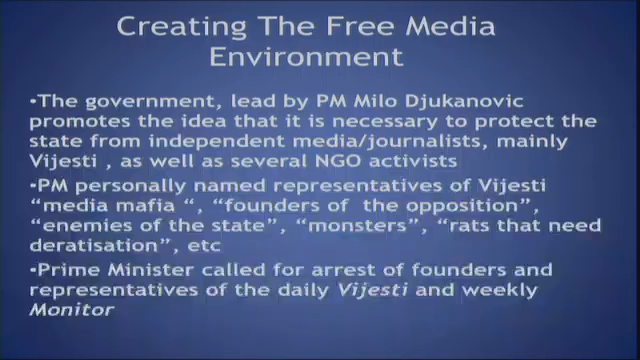 Creating The Free Media
Environment
•The government, lead by PM Milo Djukanovic
promotes the idea that it is necessary to protect the
state from independent media/journalists, mainly
Vijesti , as well as several NGO activists
•PM personally named representatives of Vijesti
“media mafia “, “founders of  the opposition”,
“enemies of the state”, “monsters”, “rats that need
deratisation”, etc
•Prime Minister called for arrest of founders and
representatives of the daily Vijesti and weekly
Monitor